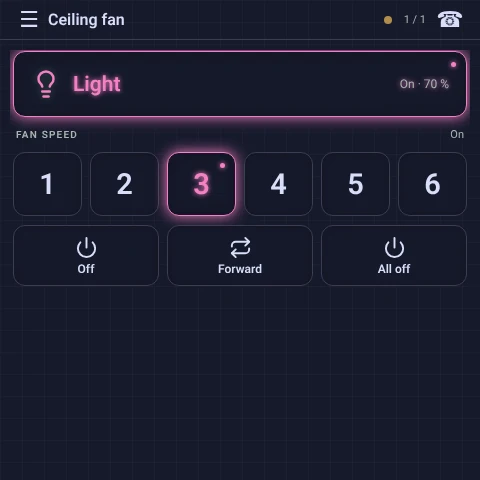 Ceiling fan
1 / 1
Light
On · 70 %
FAN SPEED
On
1
2
3
4
5
6
Off
Forward
All off